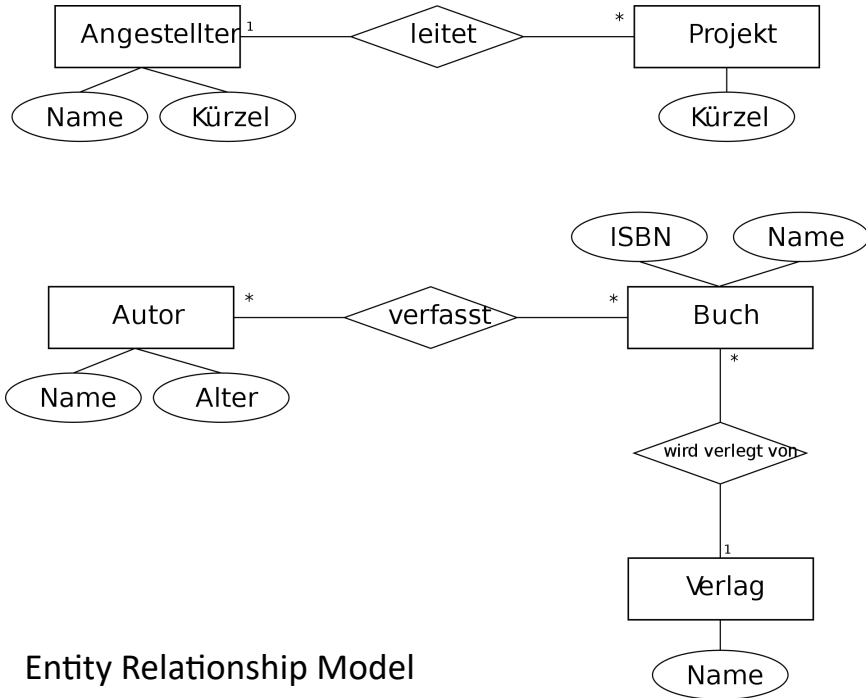 Angestellter 1 leitet * Projekt
Name Kürzel Kürzel
ISBN Name
Autor * verfasst * Buch
Name Alter *
wird verlegt von
1
Verlag
Entity Relationship Model
Name